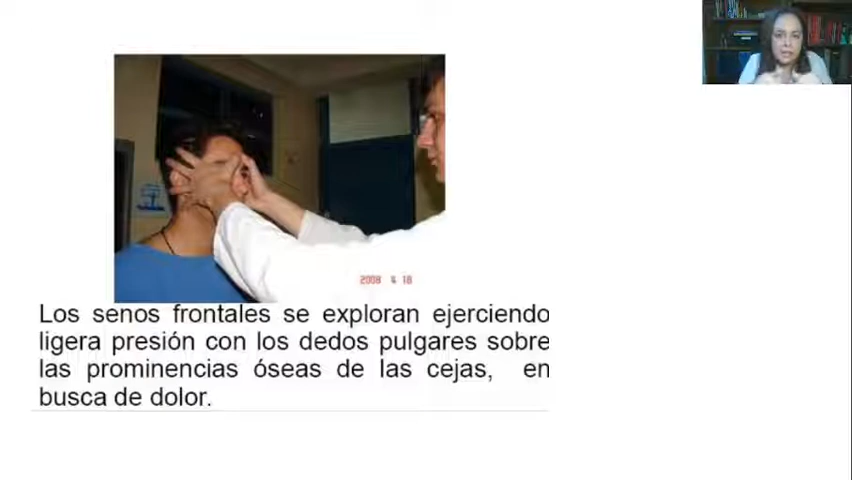 2008 4 18
Los senos frontales se exploran ejerciendo
ligera presión con los dedos pulgares sobre
las prominencias óseas de las cejas, en
busca de dolor.